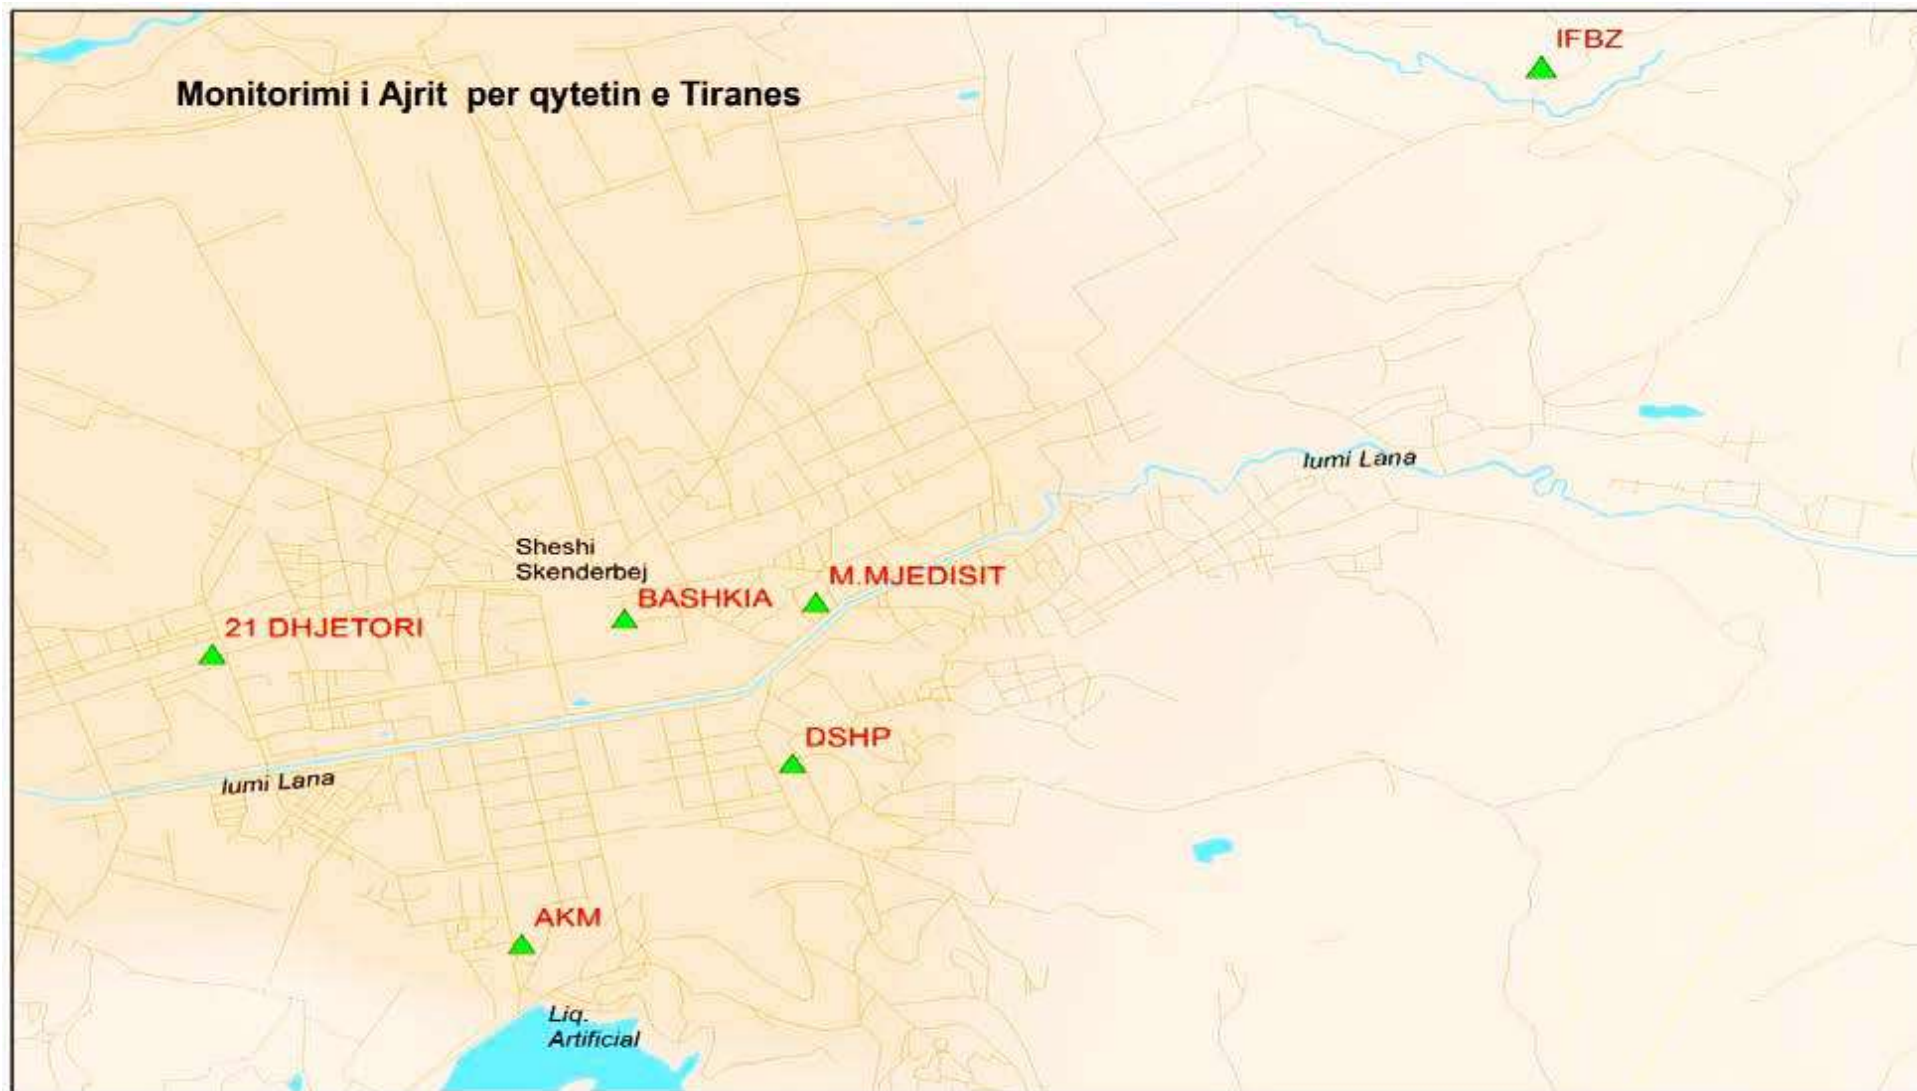 IFBZ
Monitorimi i Ajrit per qytetin e Tiranes
lumi Lana
Sheshi
Skenderbej
M.MJEDISIT
BASHKIA
21 DHJETORI
DSHP
lumi Lana
AKM
Liq.
Artificial